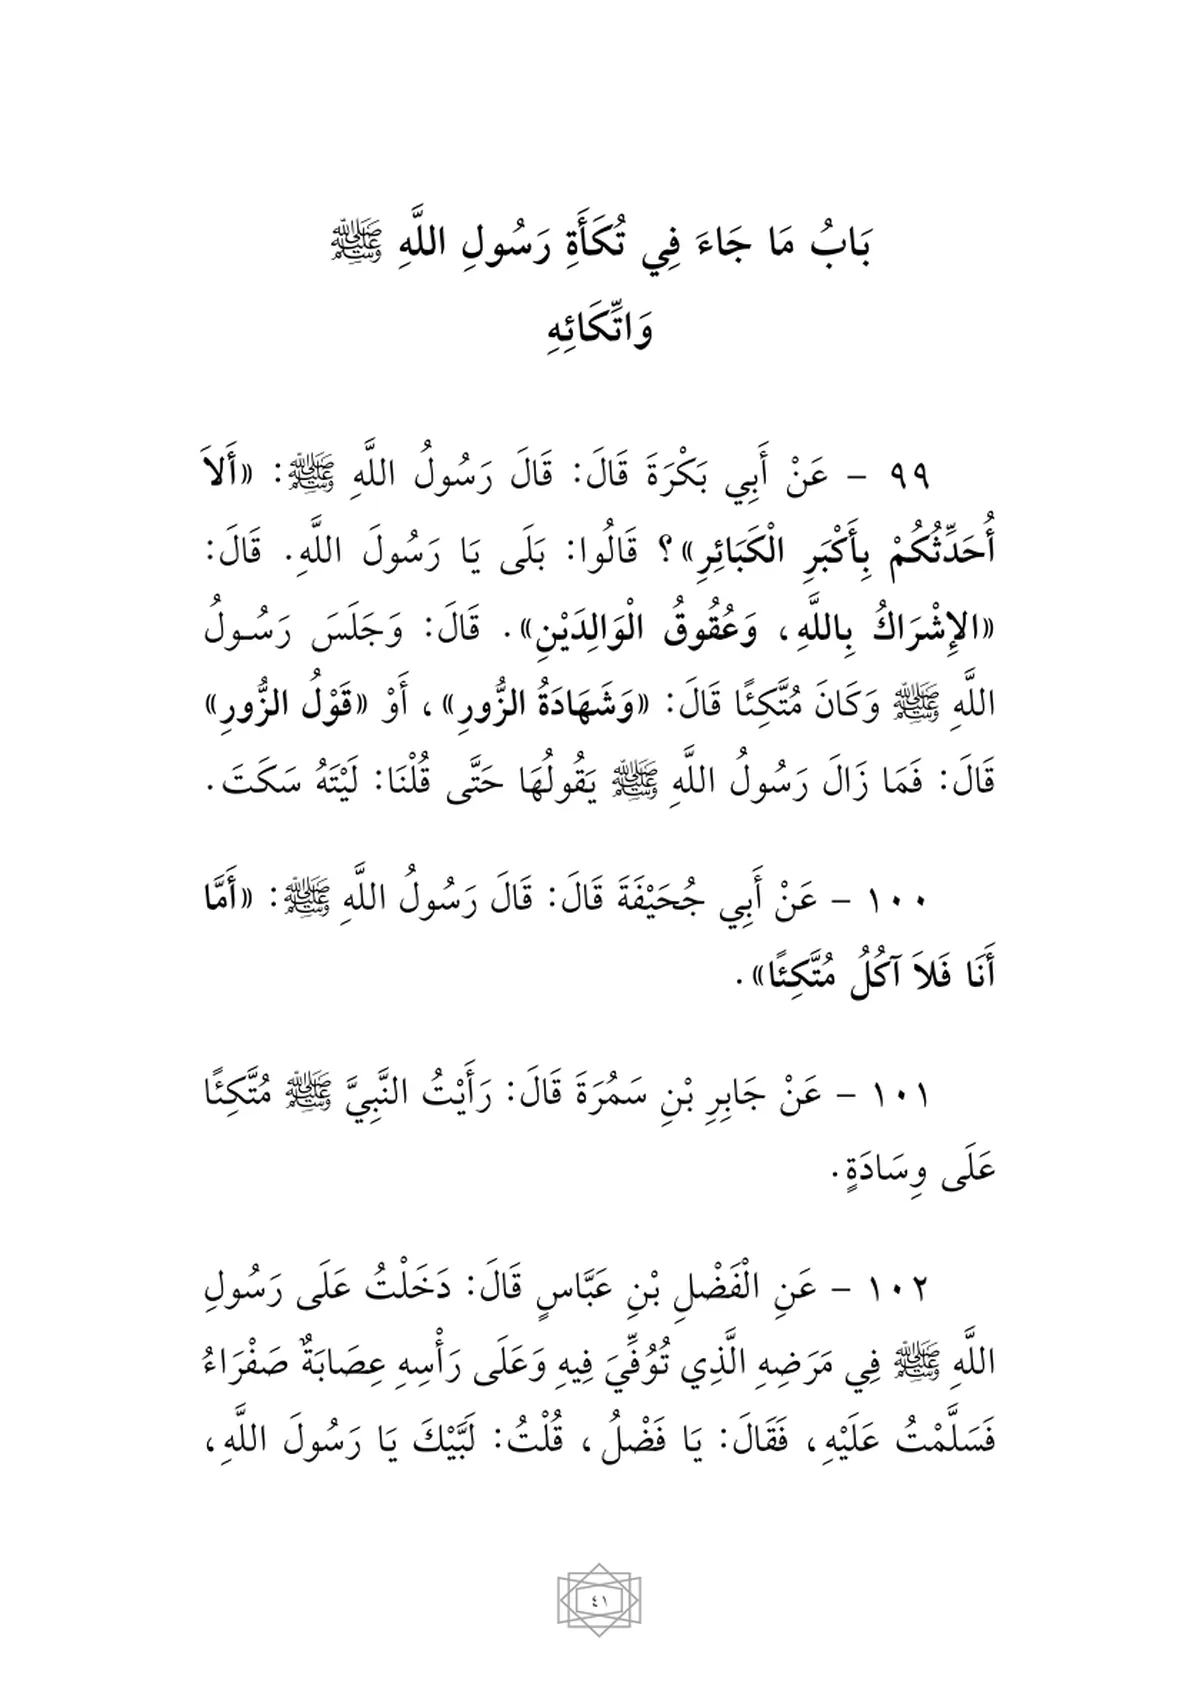 بَابُ مَا جَاءَ فِي تُكَأَةِ رَسُولِ اللَّهِ ﷺ
وَاتِّكَائِهِ
٩٩ – عَنْ أَبِي بَكْرَةَ قَالَ: قَالَ رَسُولُ اللَّهِ ﷺ: «أَلاَ
أُحَدِّثُكُمْ بِأَكْبَرِ الْكَبَائِرِ»؟ قَالُوا: بَلَى يَا رَسُولَ اللَّهِ. قَالَ:
«الإِشْرَاكُ بِاللَّهِ، وَعُقُوقُ الْوَالِدَيْنِ». قَالَ: وَجَلَسَ رَسُولُ
اللَّهِ ﷺ وَكَانَ مُتَّكِئًا قَالَ: «وَشَهَادَةُ الزُّورِ»، أَوْ «قَوْلُ الزُّورِ»
قَالَ: فَمَا زَالَ رَسُولُ اللَّهِ ﷺ يَقُولُهَا حَتَّى قُلْنَا: لَيْتَهُ سَكَتَ.
١٠٠ – عَنْ أَبِي جُحَيْفَةَ قَالَ: قَالَ رَسُولُ اللَّهِ ﷺ: «أَمَّا
أَنَا فَلاَ آكُلُ مُتَّكِئًا».
١٠١ – عَنْ جَابِرِ بْنِ سَمُرَةَ قَالَ: رَأَيْتُ النَّبِيَّ ﷺ مُتَّكِئًا
عَلَى وِسَادَةٍ.
١٠٢ – عَنِ الْفَضْلِ بْنِ عَبَّاسٍ قَالَ: دَخَلْتُ عَلَى رَسُولِ
اللَّهِ ﷺ فِي مَرَضِهِ الَّذِي تُوُفِّيَ فِيهِ وَعَلَى رَأْسِهِ عِصَابَةٌ صَفْرَاءُ
فَسَلَّمْتُ عَلَيْهِ، فَقَالَ: يَا فَضْلُ، قُلْتُ: لَبَّيْكَ يَا رَسُولَ اللَّهِ،
٤١